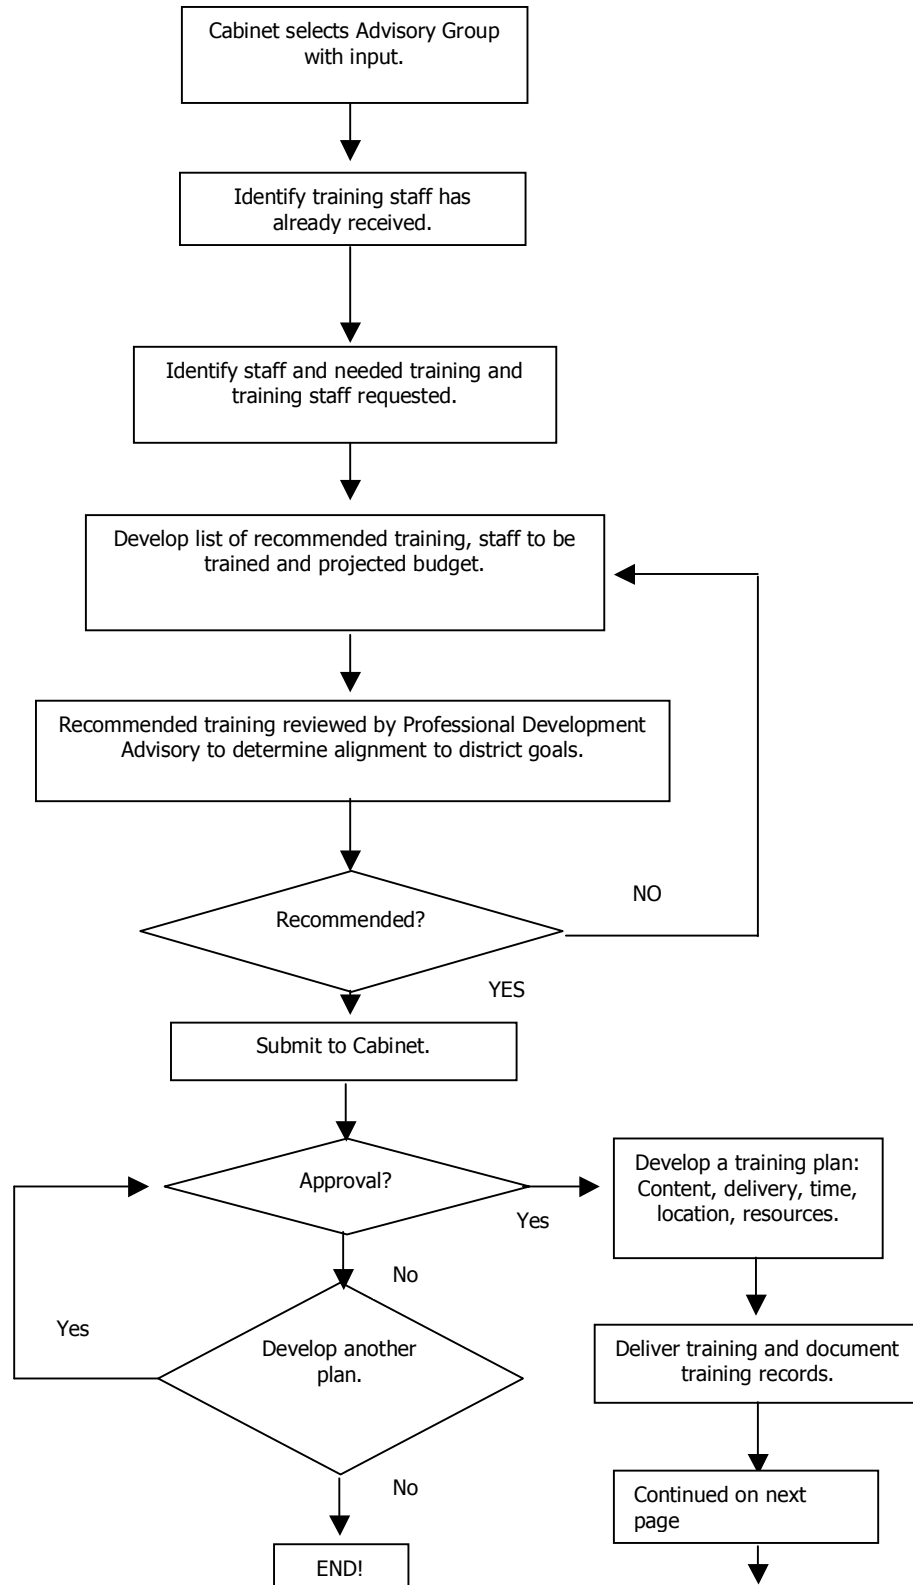 Cabinet selects Advisory Group
with input.
Identify training staff has
already received.
Identify staff and needed training and
training staff requested.
Develop list of recommended training, staff to be
trained and projected budget.
Recommended training reviewed by Professional Development
Advisory to determine alignment to district goals.
Recommended?
NO
YES
Submit to Cabinet.
Approval?
Yes
Develop a training plan:
Content, delivery, time,
location, resources.
No
Yes
Develop another
plan.
Deliver training and document
training records.
No
Continued on next
page
END!